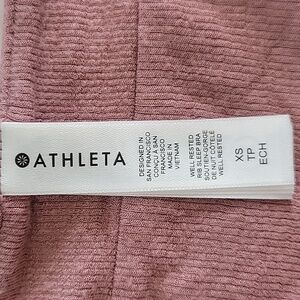 ATHLETA
DESIGNED IN
SAN FRANCISCO
CONÇU À SAN
FRANCISCO
MADE IN
VIETNAM
WELL RESTED
RIB SLEEP BRA
SOUTIEN-GORGE
DE NUIT CÔTELÉ
WELL RESTED
XS
TP
ECH